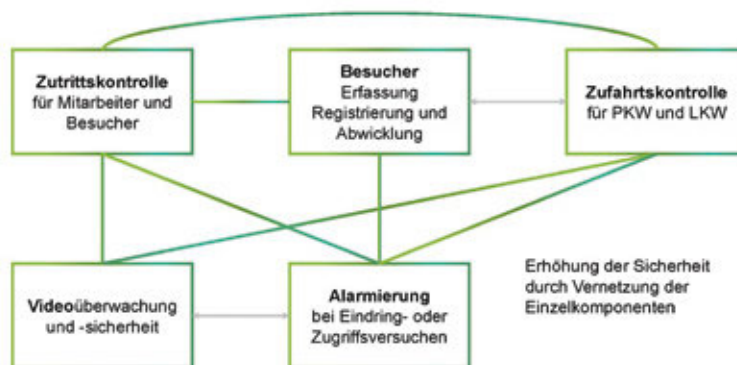 Zutrittskontrolle
für Mitarbeiter und
Besucher
Besucher
Erfassung
Registrierung und
Abwicklung
Zufahrtskontrolle
für PKW und LKW
Videoüberwachung
und -sicherheit
Alarmierung
bei Eindring- oder
Zugriffsversuchen
Erhöhung der Sicherheit
durch Vernetzung der
Einzelkomponenten